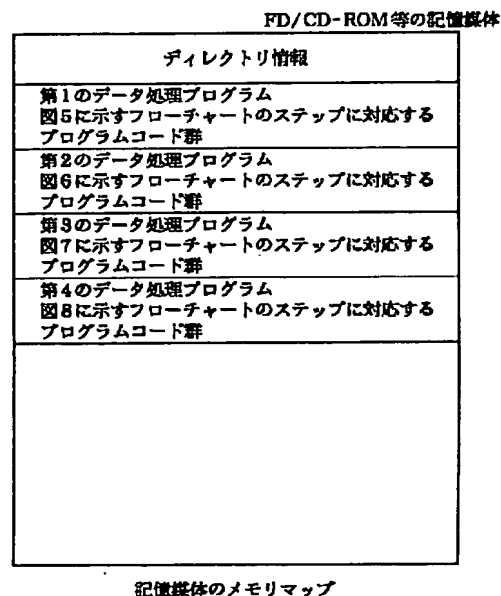 FD/CD-ROM等の記憶媒体
ディレクトリ情報
第1のデータ処理プログラム
図5に示すフローチャートのステップに対応する
プログラムコード群
第2のデータ処理プログラム
図6に示すフローチャートのステップに対応する
プログラムコード群
第3のデータ処理プログラム
図7に示すフローチャートのステップに対応する
プログラムコード群
第4のデータ処理プログラム
図8に示すフローチャートのステップに対応する
プログラムコード群
記憶媒体のメモリマップ